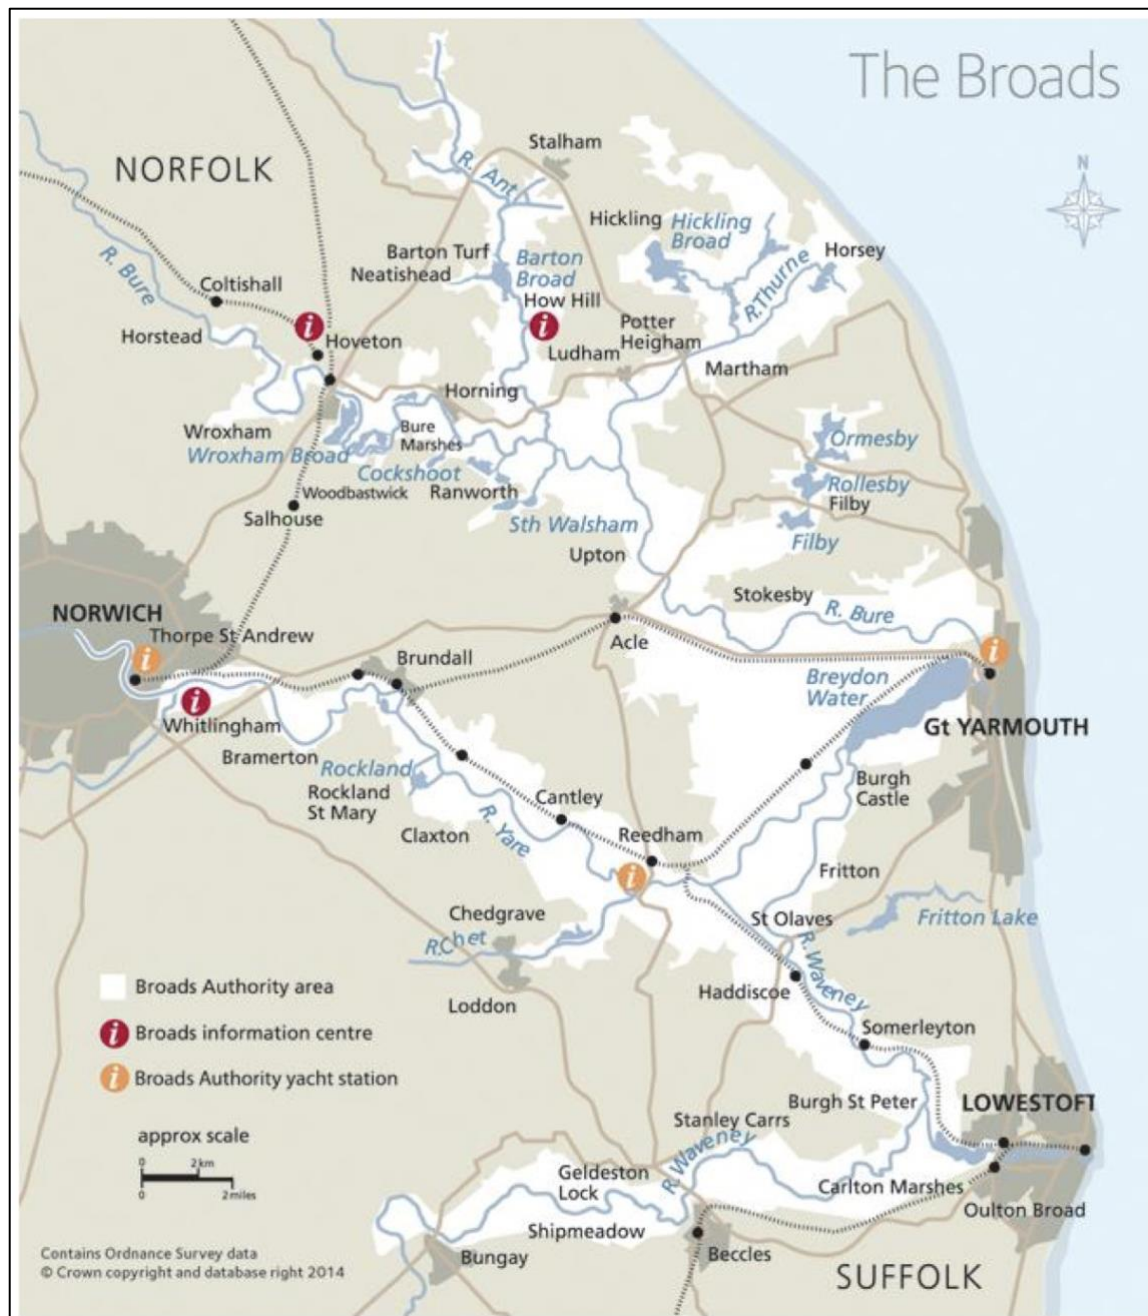 The Broads
NORFOLK
N
Stalham
R. Ant
Hickling
Hickling
Broad
Barton Turf
Neatishead
Barton
Broad
Horsey
R. Bure
Coltishall
How Hill
R.Thurne
Potter
Heigham
Horstead
i
Hoveton
i
Ludham
Martham
Horning
Wroxham
Bure
Marshes
Ormesby
Wroxham Broad
Cockshoot
Woodbastwick
Ranworth
Rollesby
Filby
Salhouse
Sth Walsham
Filby
Upton
Stokesby
R. Bure
NORWICH
Thorpe St Andrew
i
Brundall
Acle
i
Breydon
Water
i
Whitlingham
Gt YARMOUTH
Bramerton
Rockland
Rockland
St Mary
Burgh
Castle
Cantley
Claxton
R. Yare
Reedham
i
Fritton
Chedgrave
St Olaves
Fritton Lake
R.Chet
R. Waveney
Loddon
Haddiscoe
Somerleyton
Broads Authority area
i
Broads information centre
i
Broads Authority yacht station
Burgh St Peter
LOWESTOFT
Stanley Carrs
R. Waveney
approx scale
0 2km
0 2miles
Geldeston
Lock
Carlton Marshes
Oulton Broad
Shipmeadow
Bungay
Beccles
SUFFOLK
Contains Ordnance Survey data
© Crown copyright and database right 2014